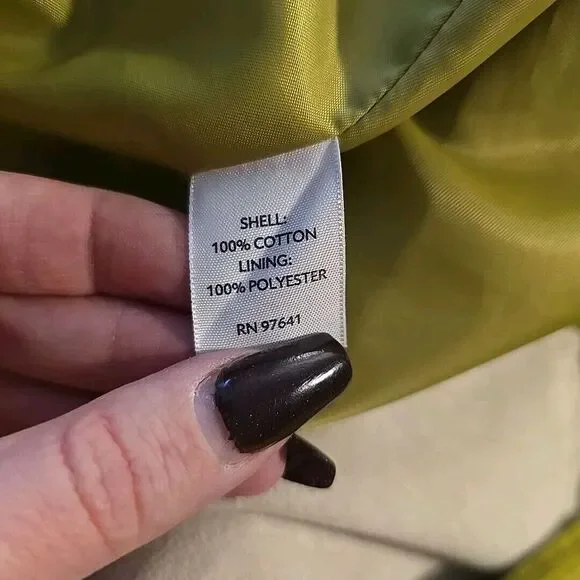 SHELL:
100% COTTON
LINING:
100% POLYESTER
RN 97641